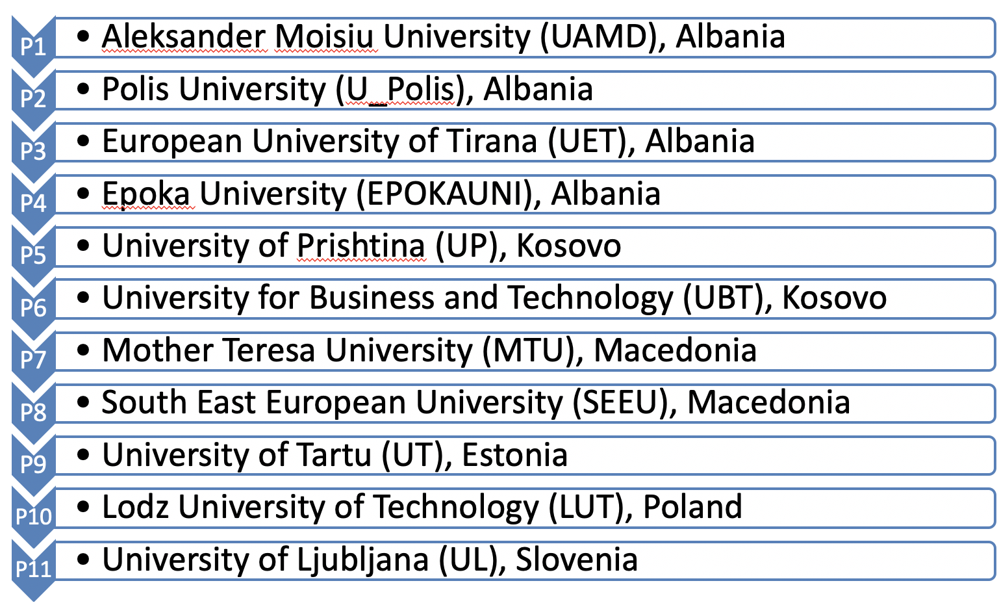 P1 • Aleksander Moisiu University (UAMD), Albania
P2 • Polis University (U_Polis), Albania
P3 • European University of Tirana (UET), Albania
P4 • Epoka University (EPOKAUNI), Albania
P5 • University of Prishtina (UP), Kosovo
P6 • University for Business and Technology (UBT), Kosovo
P7 • Mother Teresa University (MTU), Macedonia
P8 • South East European University (SEEU), Macedonia
P9 • University of Tartu (UT), Estonia
P10 • Lodz University of Technology (LUT), Poland
P11 • University of Ljubljana (UL), Slovenia